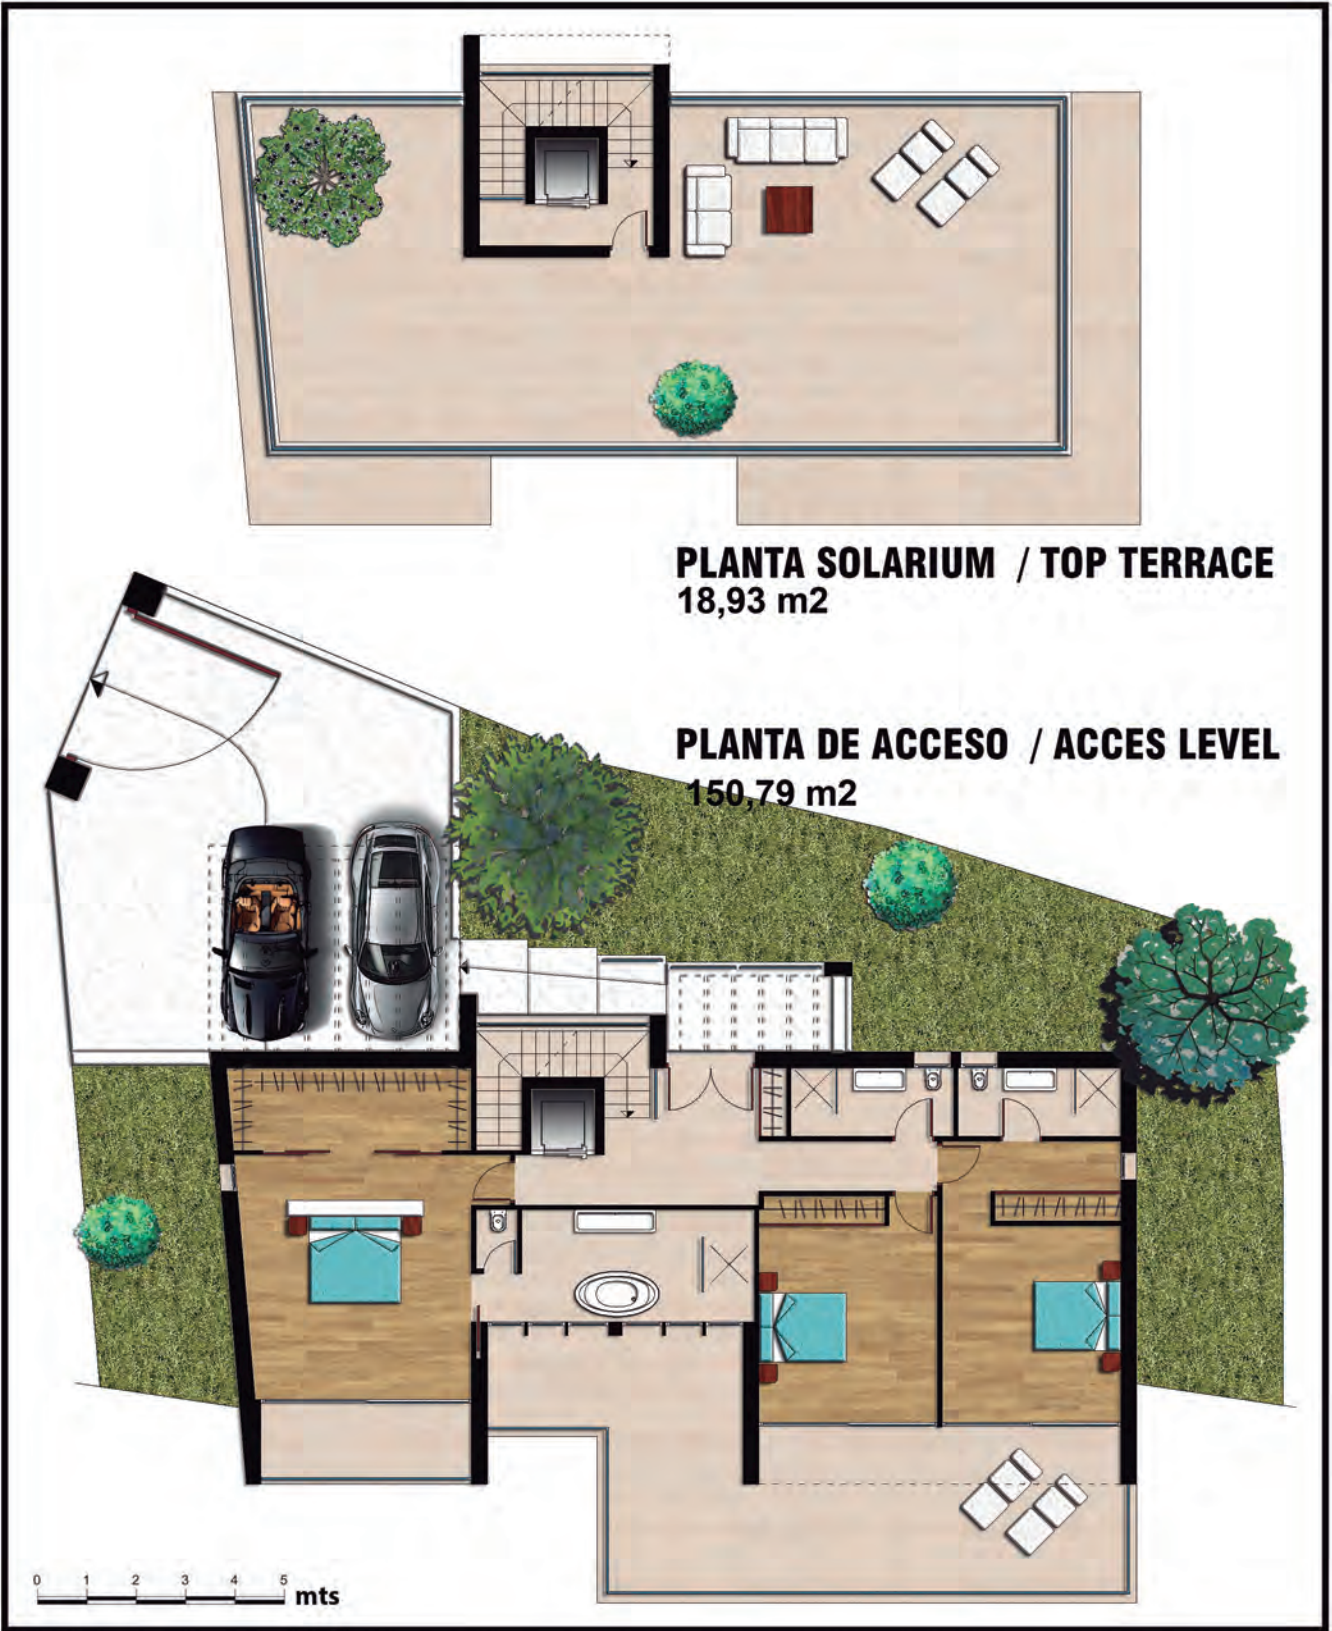 PLANTA SOLARIUM / TOP TERRACE
18,93 m2
PLANTA DE ACCESO / ACCES LEVEL
150,79 m2
0 1 2 3 4 5 mts